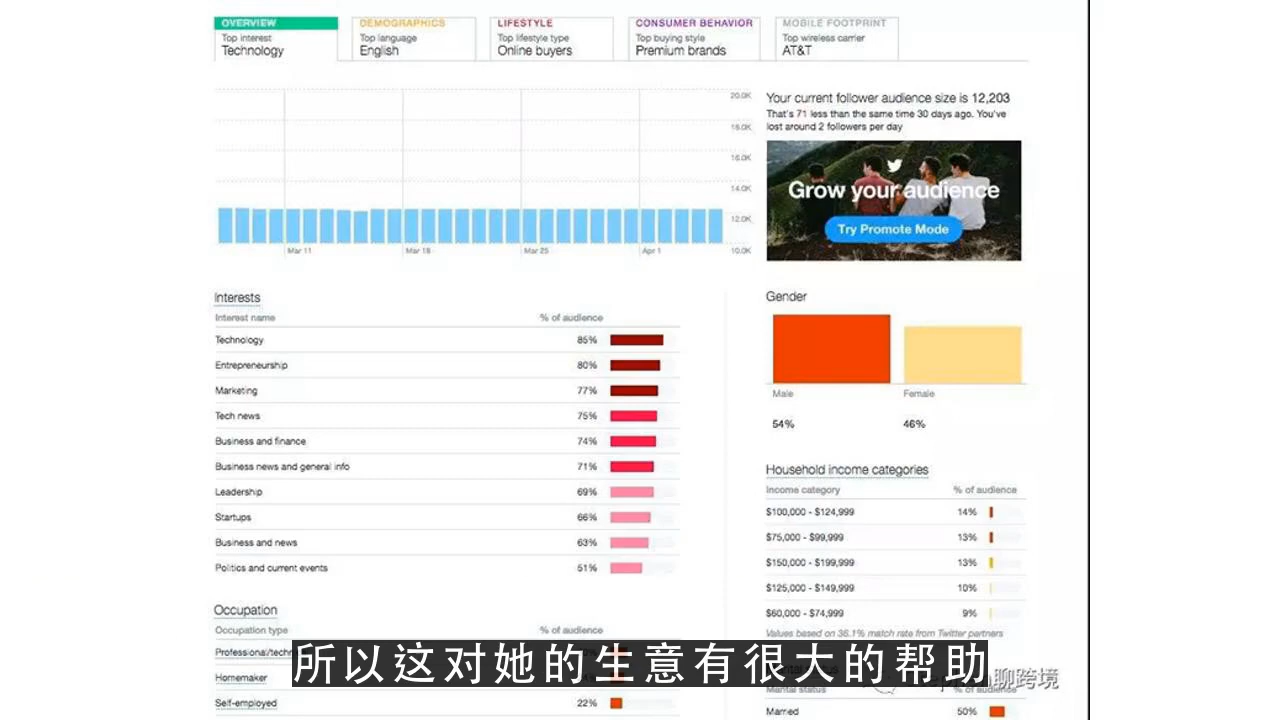 OVERVIEW
Top interest
Technology
DEMOGRAPHICS
Top language
English
LIFESTYLE
Top lifestyle type
Online buyers
CONSUMER BEHAVIOR
Top buying style
Premium brands
MOBILE FOOTPRINT
Top wireless carrier
AT&T
20.0K
18.0K
16.0K
14.0K
12.0K
10.0K
Mar 11
Mar 18
Mar 25
Apr 1
Your current follower audience size is 12,203
That's 71 less than the same time 30 days ago. You've
lost around 2 followers per day
Grow your audience
Try Promote Mode
Interests
Interest name % of audience
Technology 85%
Entrepreneurship 80%
Marketing 77%
Tech news 75%
Business and finance 74%
Business news and general info 71%
Leadership 69%
Startups 66%
Business and news 63%
Politics and current events 51%
Gender
Male Female
54% 46%
Household income categories
Income category % of audience
$100,000 - $124,999 14%
$75,000 - $99,999 13%
$150,000 - $199,999 13%
$125,000 - $149,999 10%
$60,000 - $74,999 9%
Values based on 36.1% match rate from Twitter partners
Occupation
Occupation type % of audience
Homemaker
Self-employed 22%
Marital status % of audience
Married 50%
聊跨境
所以这对她的生意有很大的帮助